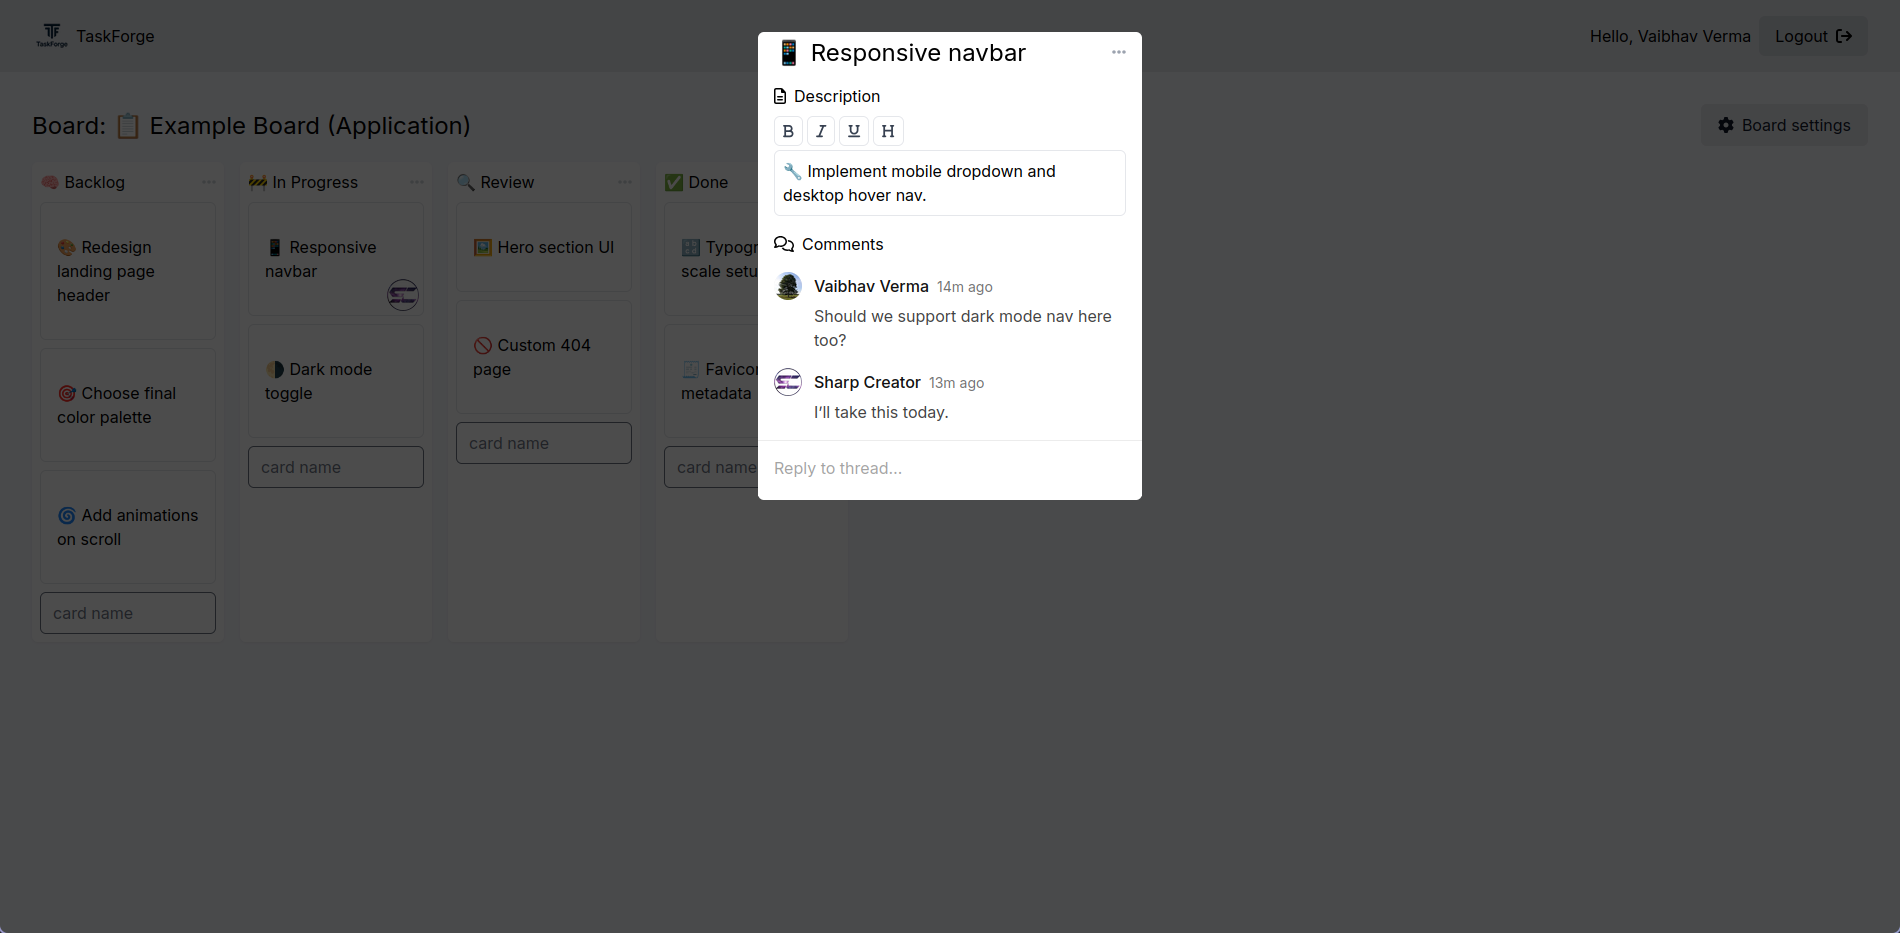 TaskForge
TaskForge
Hello, Vaibhav Verma
Logout
Board: 📋 Example Board (Application)
Board settings
🧠 Backlog
🎨 Redesign
landing page
header
🎯 Choose final
color palette
🌀 Add animations
on scroll
card name
🚧 In Progress
📱 Responsive
navbar
🌗 Dark mode
toggle
card name
🔍 Review
🖼️ Hero section UI
🚫 Custom 404
page
card name
✅ Done
scale
metadata
card name
📱 Responsive navbar
Description
B I U H
🔧 Implement mobile dropdown and
desktop hover nav.
Comments
Vaibhav Verma 14m ago
Should we support dark mode nav here
too?
Sharp Creator 13m ago
I'll take this today.
Reply to thread...